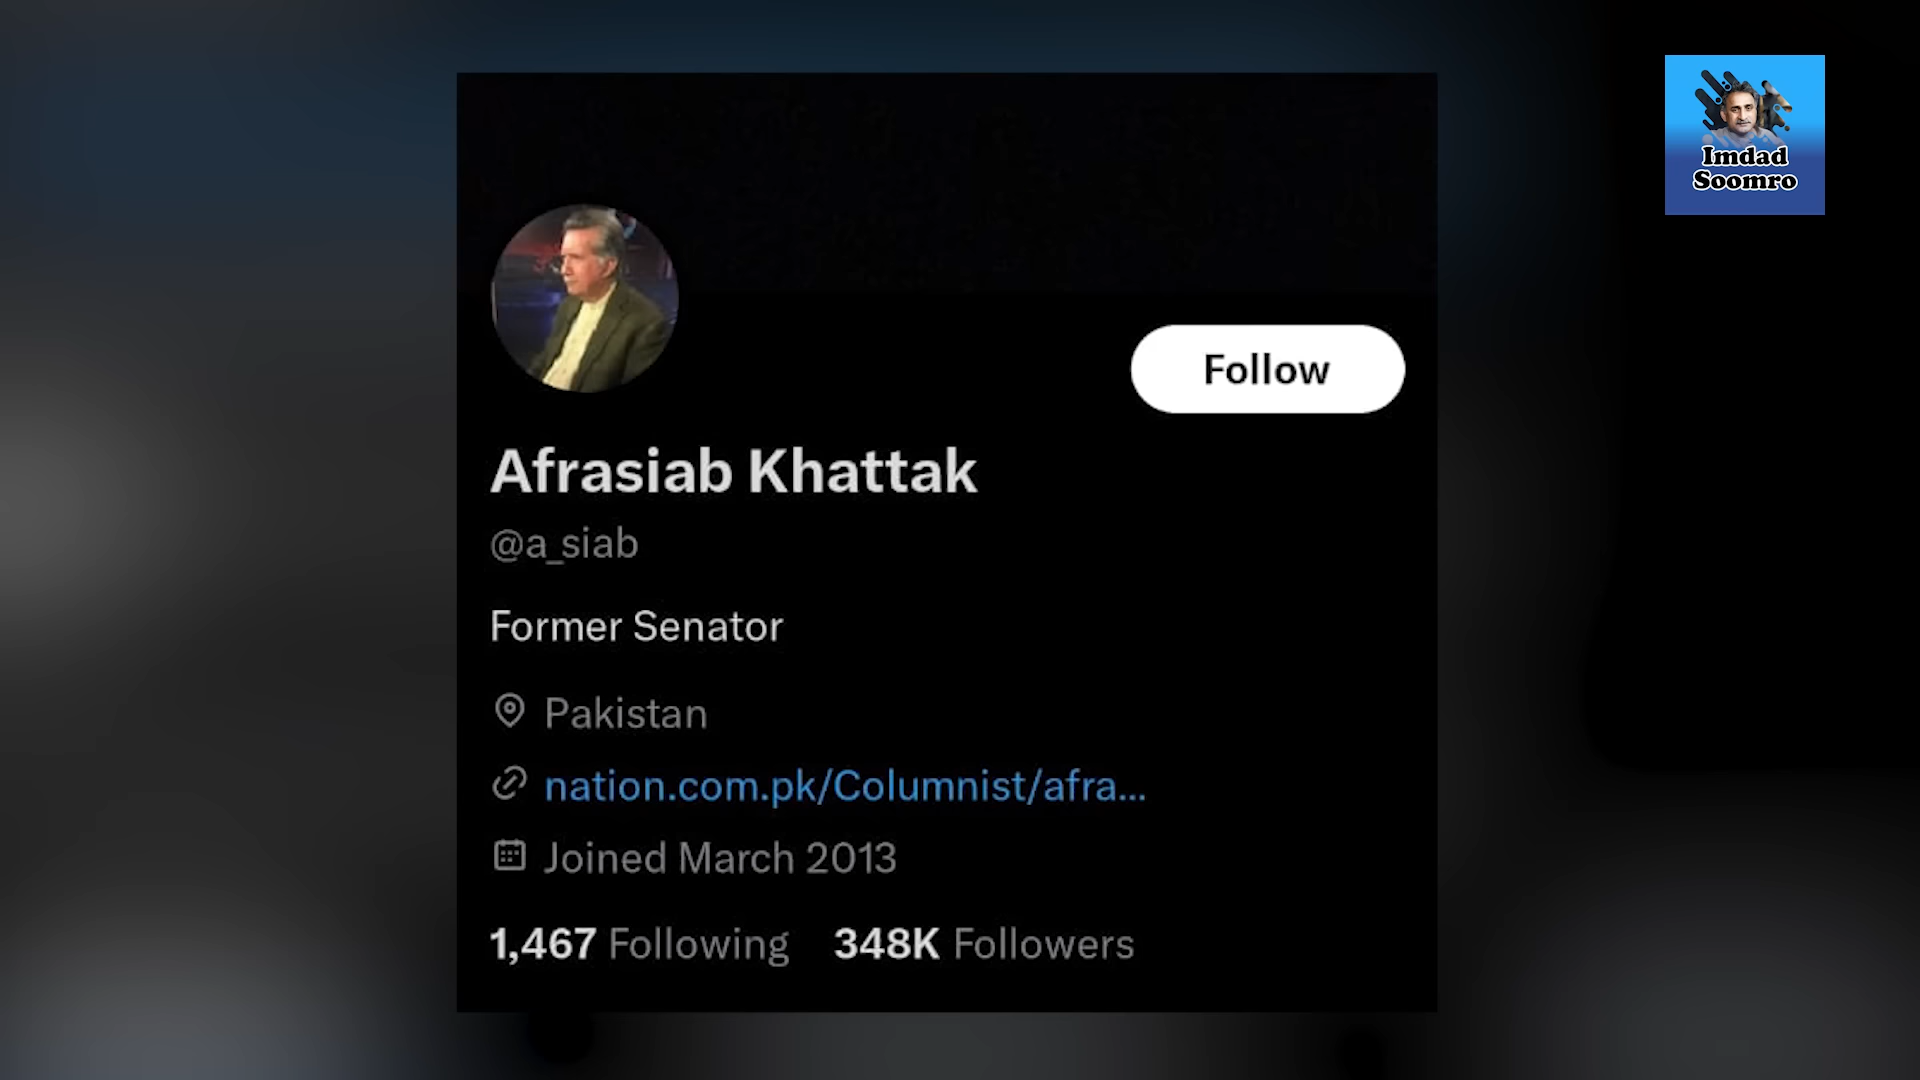 Imdad
Soomro
Follow
Afrasiab Khattak
@a_siab
Former Senator
Pakistan
nation.com.pk/Columnist/afra...
Joined March 2013
1,467 Following 348K Followers